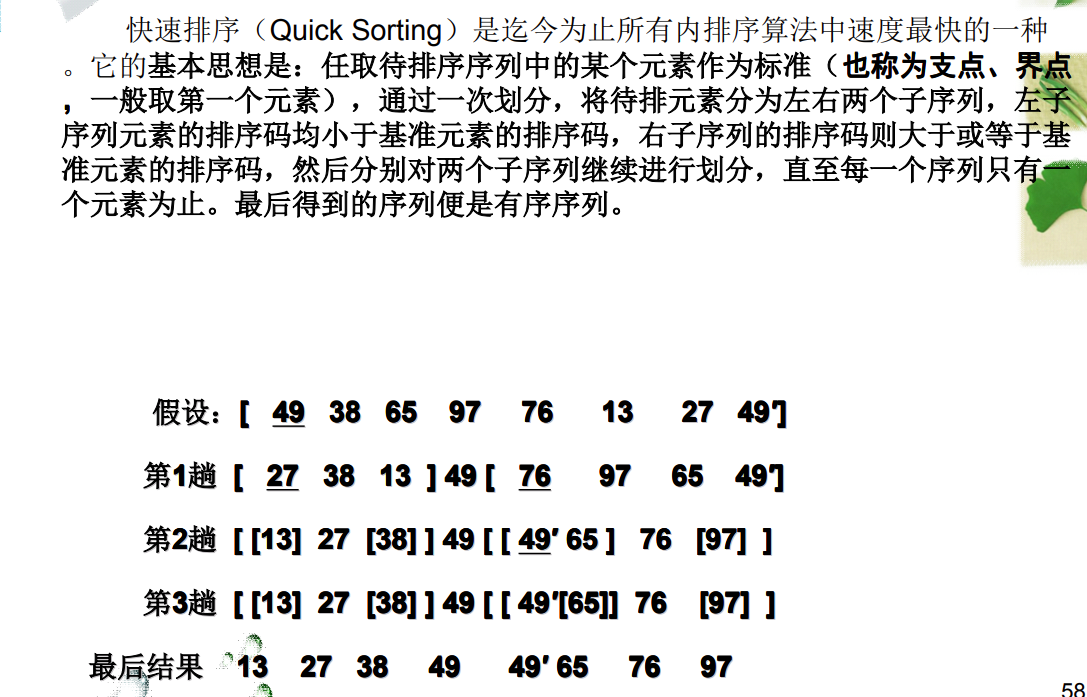 快速排序（Quick Sorting）是迄今为止所有内排序算法中速度最快的一种
。它的基本思想是：任取待排序序列中的某个元素作为标准（也称为支点、界点
，一般取第一个元素），通过一次划分，将待排元素分为左右两个子序列，左子
序列元素的排序码均小于基准元素的排序码，右子序列的排序码则大于或等于基
准元素的排序码，然后分别对两个子序列继续进行划分，直至每一个序列只有一
个元素为止。最后得到的序列便是有序序列。
假设：[ 49 38 65 97 76 13 27 49′]
第1趟 [ 27 38 13 ] 49 [ 76 97 65 49′]
第2趟 [ [13] 27 [38] ] 49 [ [ 49′ 65 ] 76 [97] ]
第3趟 [ [13] 27 [38] ] 49 [ [ 49′[65]] 76 [97] ]
最后结果 13 27 38 49 49′ 65 76 97
58